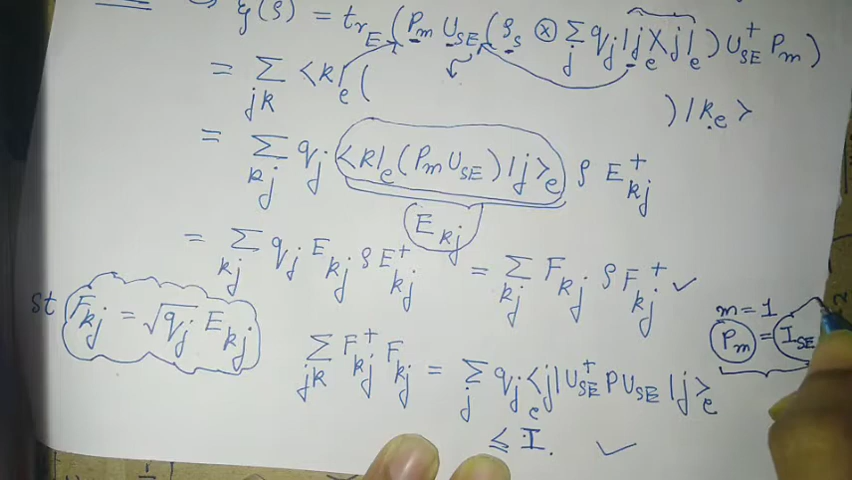 ξ(ρ) = tr_E (P_m U_SE (ρ_s ⊗ Σ_j q_j |j_e X j|_e) U_SE^+ P_m)
= Σ_jk <k|_e ( ) |k_e>
= Σ_kj q_j <k|_e (P_m U_SE) |j>_e ρ E_kj^+
E_kj
= Σ_kj q_j E_kj ρ E_kj^+ = Σ_kj F_kj ρ F_kj^+ ✓
st F_kj = √q_j E_kj
m = 1
P_m = I_SE
Σ_jk F_kj^+ F_kj = Σ_j q_j _e<j| U_SE^+ P U_SE |j>_e
≤ I. ✓